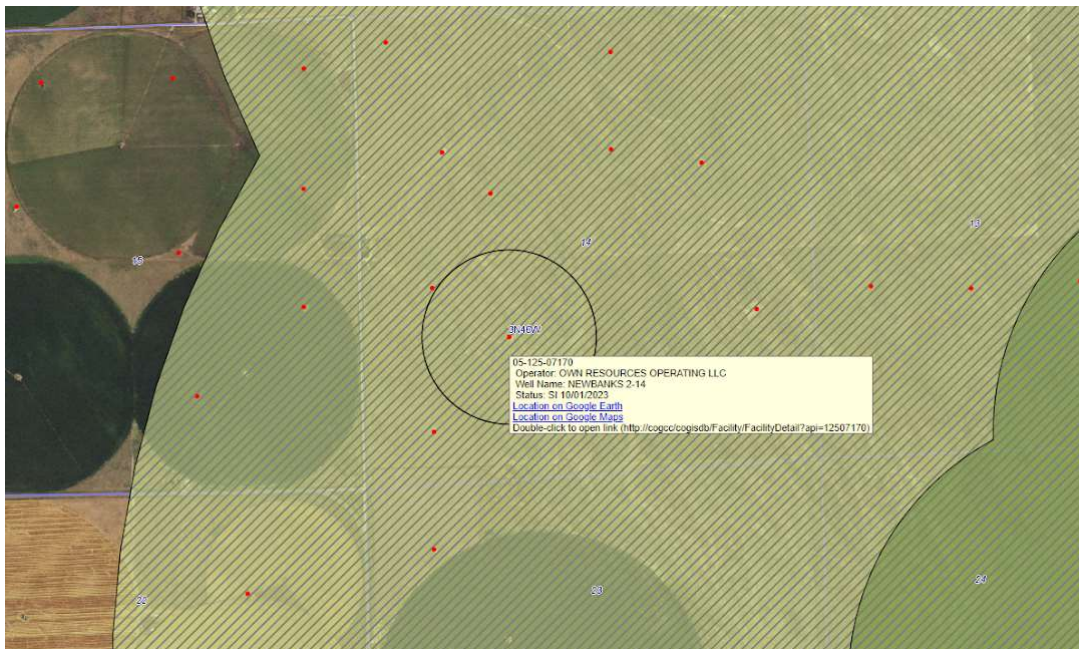 14
13
15
3N46W
05-125-07170
Operator: OWN RESOURCES OPERATING LLC
Well Name: NEWBANKS 2-14
Status: SI 10/01/2023
Location on Google Earth
Location on Google Maps
Double-click to open link (http://cogcc/cogisdb/Facility/FacilityDetail?api=12507170)
22
23
24